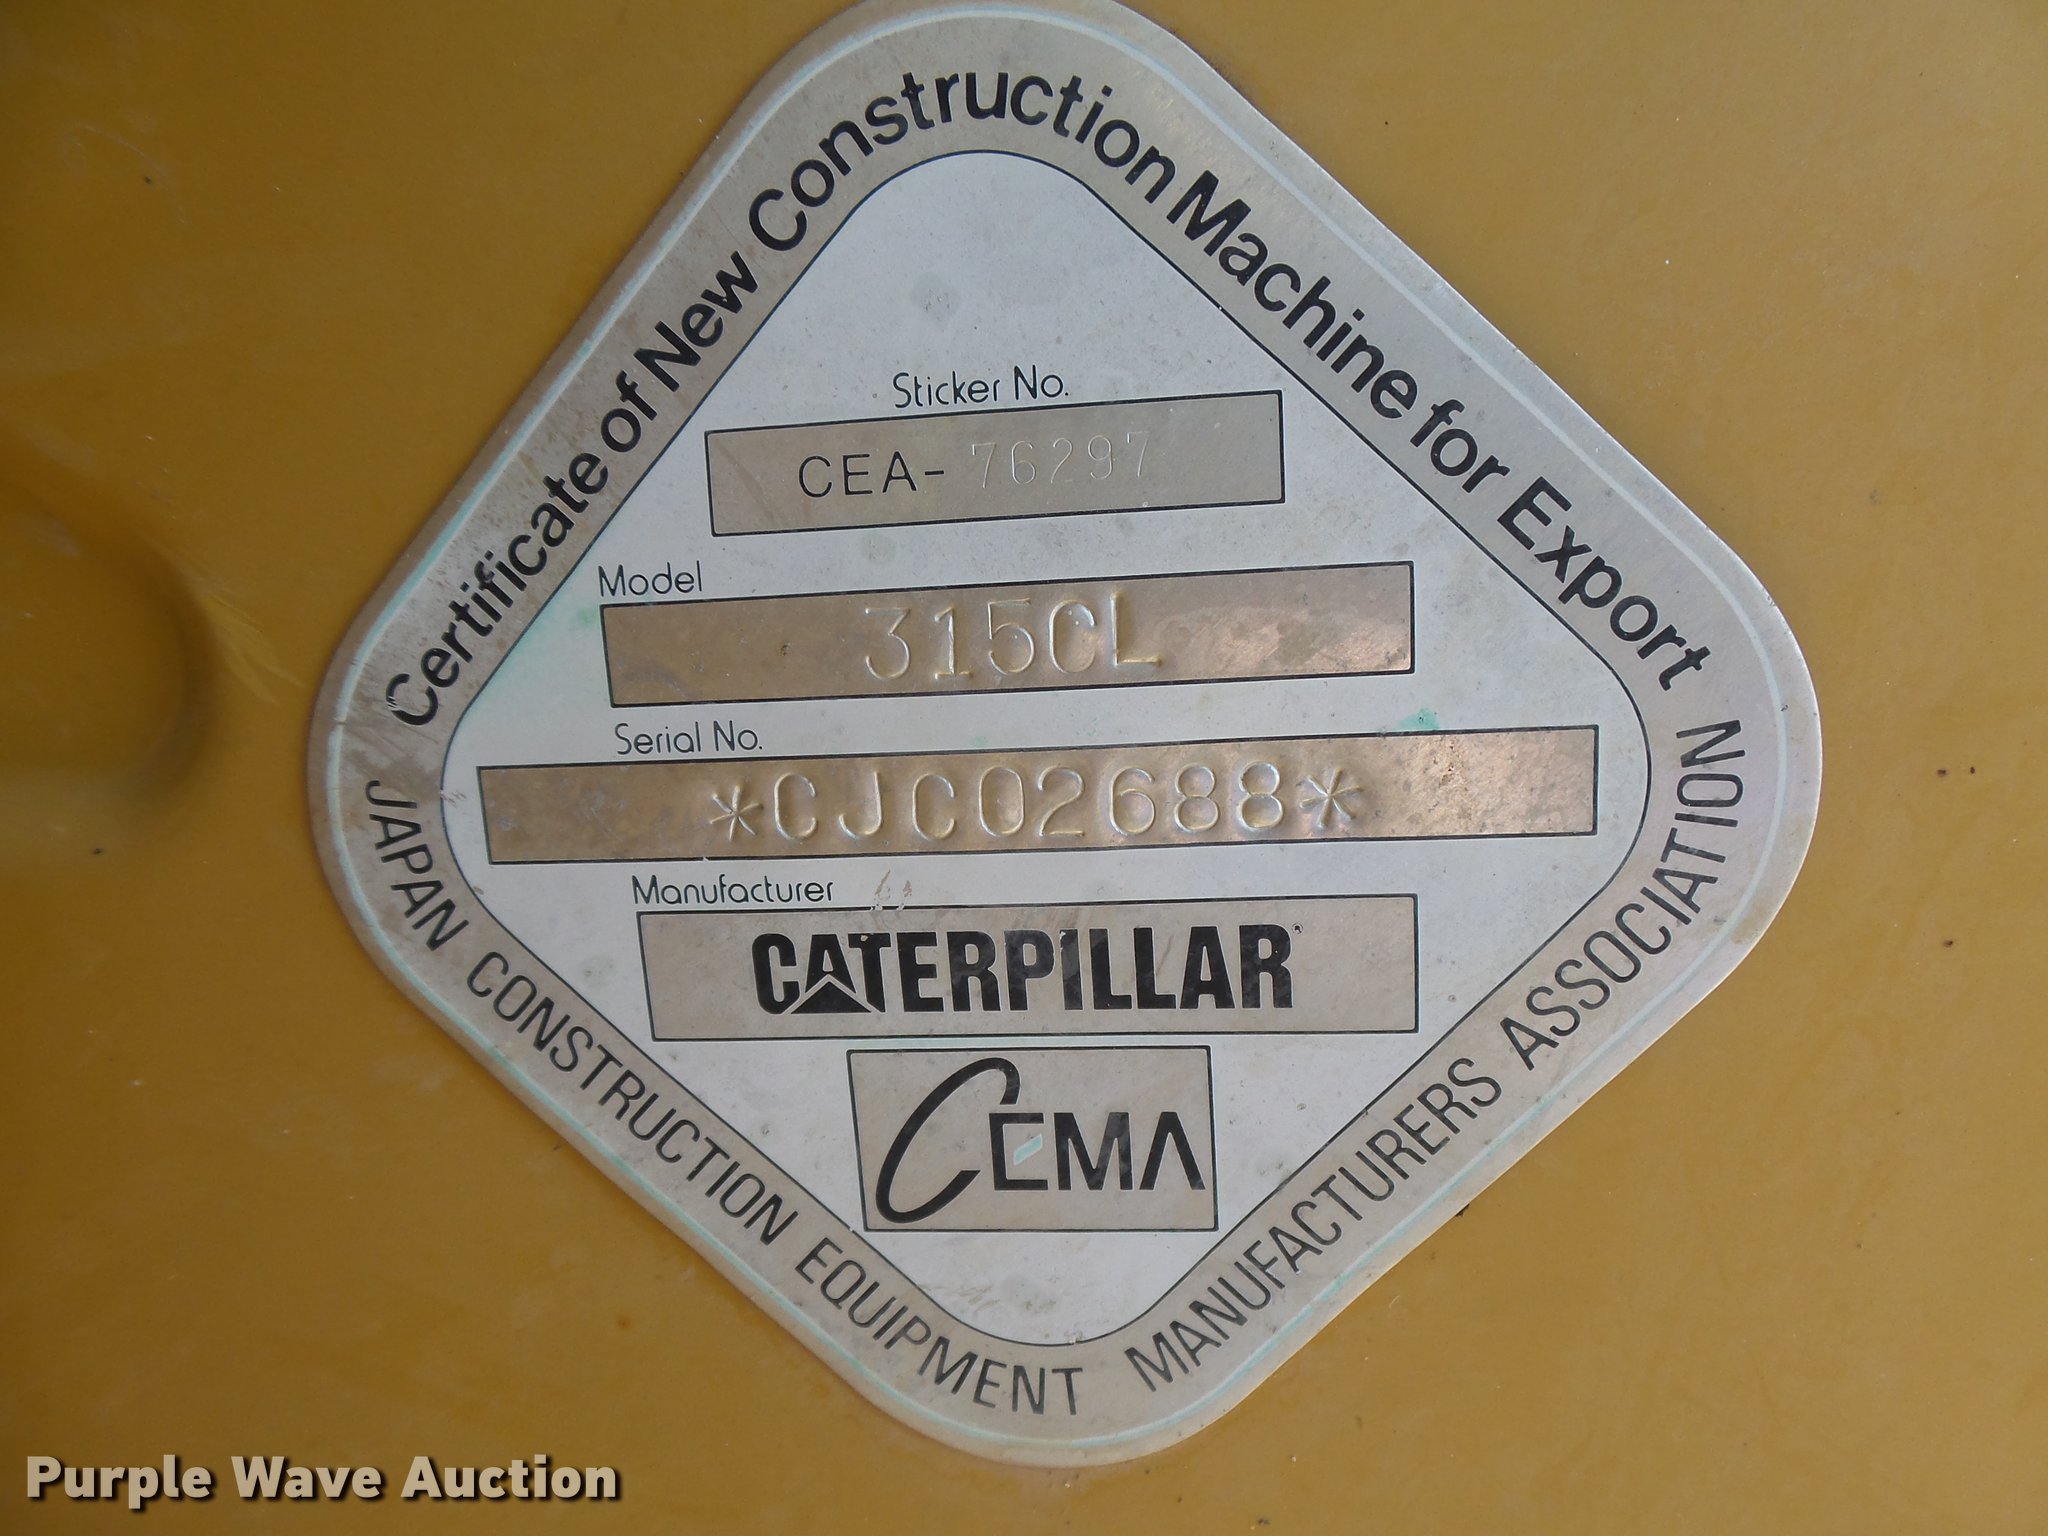 Certificate of New Construction Machine for Export
Sticker No.
CEA-76297
Model
315CL
Serial No.
*CJC02688*
Manufacturer
CATERPILLAR®
CEMA
JAPAN CONSTRUCTION EQUIPMENT MANUFACTURERS ASSOCIATION
Purple Wave Auction